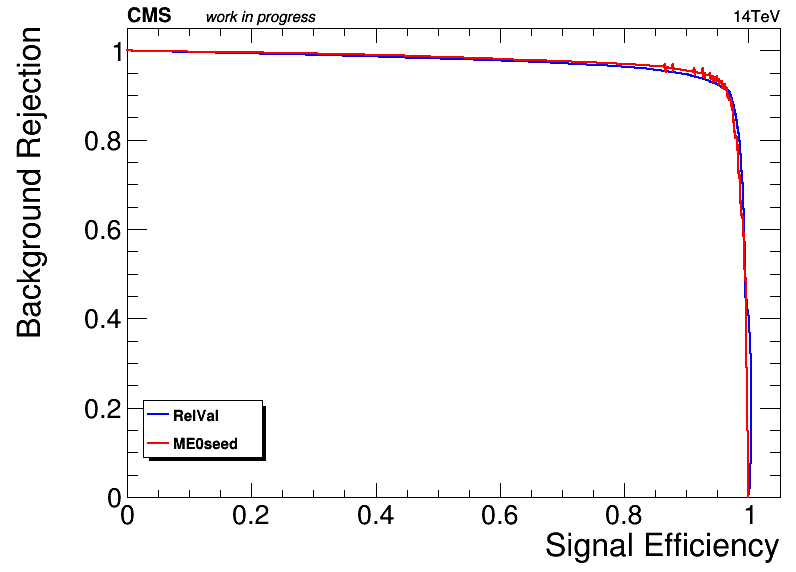 CMS work in progress 14TeV
Background Rejection
1
0.8
0.6
0.4
0.2
0
RelVal
ME0seed
0 0.2 0.4 0.6 0.8 1
Signal Efficiency